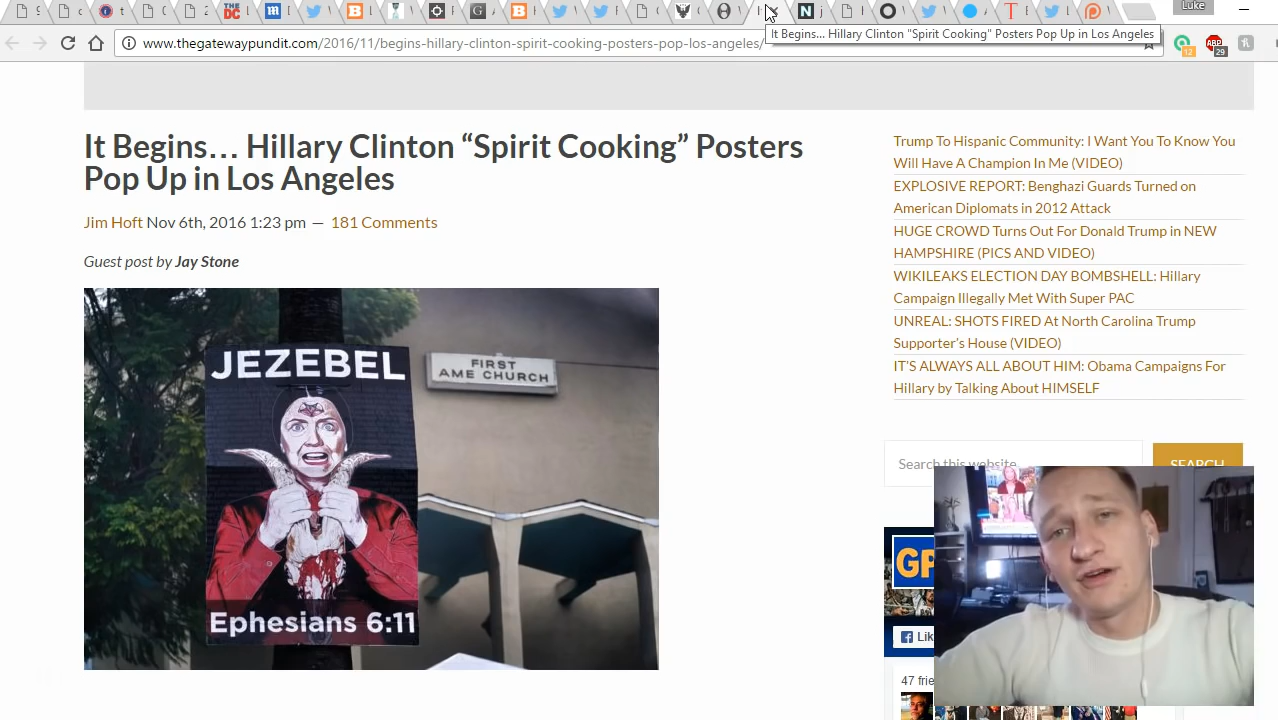 Luke
www.thegatewaypundit.com/2016/11/begins-hillary-clinton-spirit-cooking-posters-pop-los-angeles/
It Begins... Hillary Clinton "Spirit Cooking" Posters Pop Up in Los Angeles
12
ABP
29
It Begins… Hillary Clinton “Spirit Cooking” Posters
Pop Up in Los Angeles
Jim Hoft Nov 6th, 2016 1:23 pm — 181 Comments
Guest post by Jay Stone
JEZEBEL
FIRST
AME CHURCH
Ephesians 6:11
Trump To Hispanic Community: I Want You To Know You
Will Have A Champion In Me (VIDEO)
EXPLOSIVE REPORT: Benghazi Guards Turned on
American Diplomats in 2012 Attack
HUGE CROWD Turns Out For Donald Trump in NEW
HAMPSHIRE (PICS AND VIDEO)
WIKILEAKS ELECTION DAY BOMBSHELL: Hillary
Campaign Illegally Met With Super PAC
UNREAL: SHOTS FIRED At North Carolina Trump
Supporter’s House (VIDEO)
IT’S ALWAYS ALL ABOUT HIM: Obama Campaigns For
Hillary by Talking About HIMSELF
Search this website
SEARCH
GP
Lik
47 frie